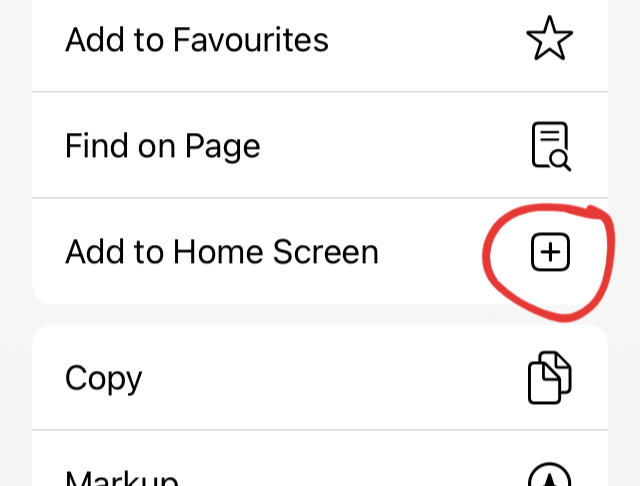 Add to Favourites
Find on Page
Add to Home Screen
Copy
Markup